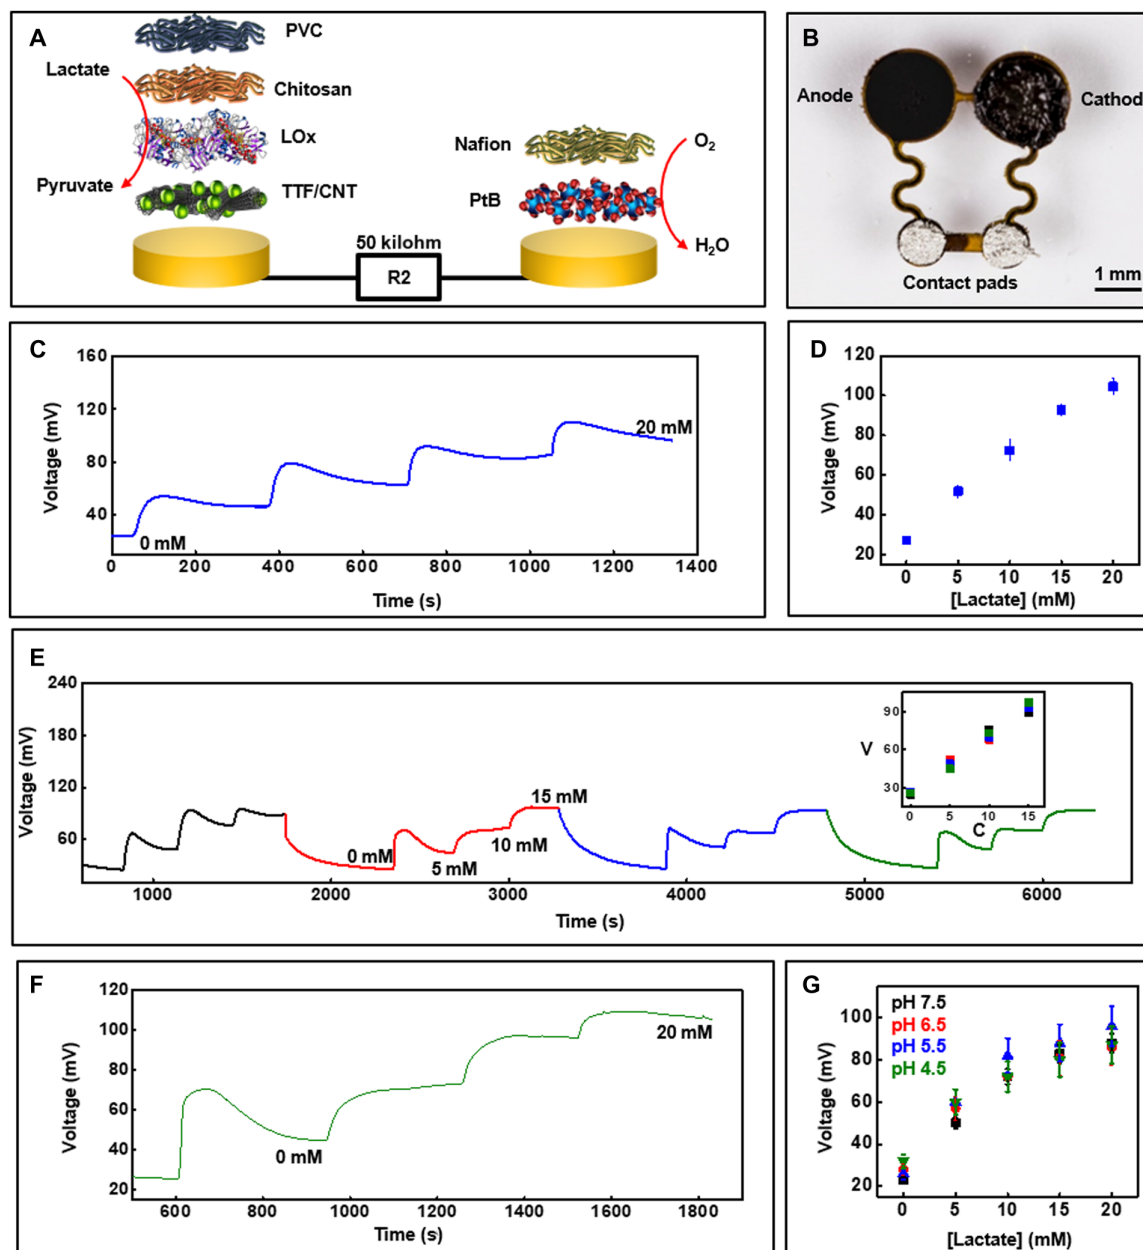 A
PVC
Lactate
Chitosan
LOx
Pyruvate
TTF/CNT
Nafion
O₂
PtB
H₂O
50 kilohm
R2
B
Anode
Cathod
Contact pads
1 mm
C
160
120
80
40
Voltage (mV)
0 mM
20 mM
0 200 400 600 800 1000 1200 1400
Time (s)
D
120
100
80
60
40
20
Voltage (mV)
0 5 10 15 20
[Lactate] (mM)
E
240
180
120
60
Voltage (mV)
0 mM
5 mM
10 mM
15 mM
1000 2000 3000 4000 5000 6000
Time (s)
90
60
30
V
0 5 10 15
C
F
120
100
80
60
40
20
Voltage (mV)
0 mM
20 mM
600 800 1000 1200 1400 1600 1800
Time (s)
G
pH 7.5
pH 6.5
pH 5.5
pH 4.5
100
80
60
40
20
Voltage (mV)
0 5 10 15 20
[Lactate] (mM)